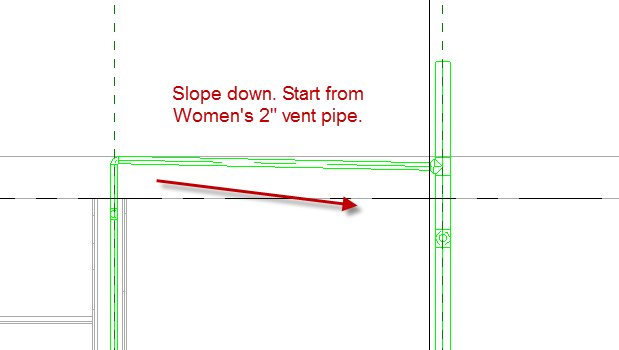 Slope down. Start from
Women's 2" vent pipe.